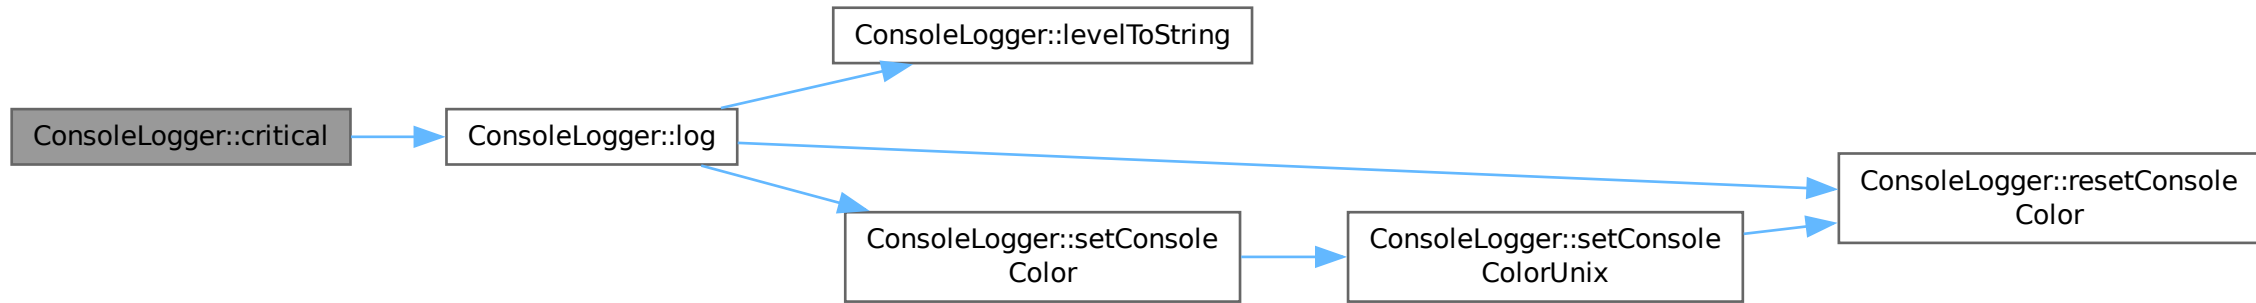 ConsoleLogger::levelToString
ConsoleLogger::critical
ConsoleLogger::log
ConsoleLogger::resetConsole
Color
ConsoleLogger::setConsole
Color
ConsoleLogger::setConsole
ColorUnix